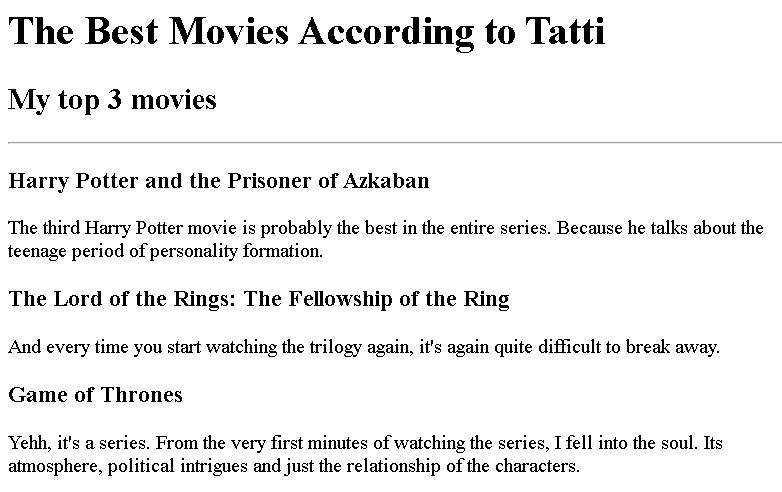 The Best Movies According to Tatti
My top 3 movies
Harry Potter and the Prisoner of Azkaban
The third Harry Potter movie is probably the best in the entire series. Because he talks about the
teenage period of personality formation.
The Lord of the Rings: The Fellowship of the Ring
And every time you start watching the trilogy again, it's again quite difficult to break away.
Game of Thrones
Yehh, it's a series. From the very first minutes of watching the series, I fell into the soul. Its
atmosphere, political intrigues and just the relationship of the characters.